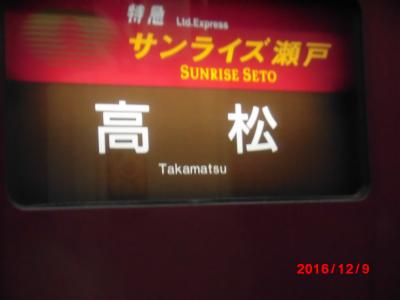 特急 Ltd.Express
サンライズ瀬戸
SUNRISE SETO
高松
Takamatsu
2016/12/9